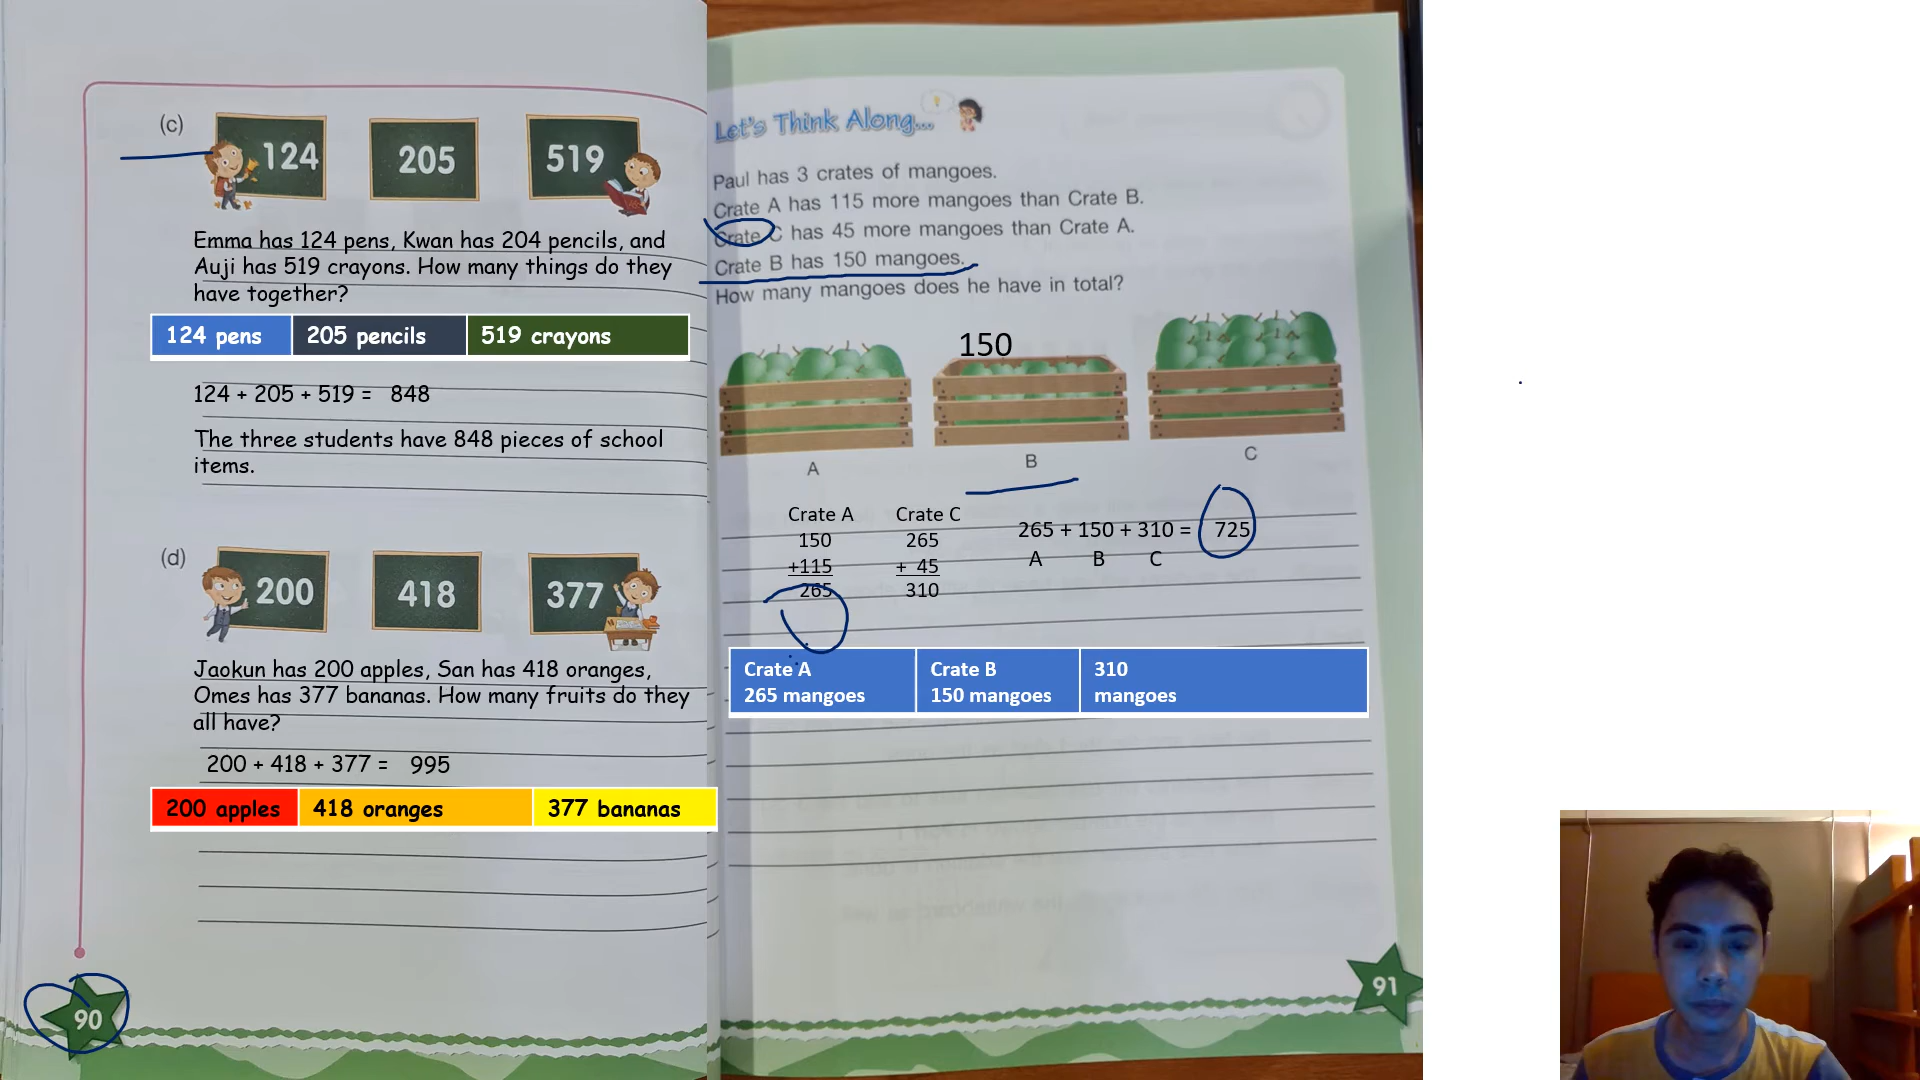 (c)
124
205
519
Emma has 124 pens, Kwan has 204 pencils, and
Auji has 519 crayons. How many things do they
have together?
124 pens
205 pencils
519 crayons
124 + 205 + 519 = 848
The three students have 848 pieces of school
items.
(d)
200
418
377
Jaokun has 200 apples, San has 418 oranges,
Omes has 377 bananas. How many fruits do they
all have?
200 + 418 + 377 = 995
200 apples
418 oranges
377 bananas
90
Let's Think Along...
Paul has 3 crates of mangoes.
Crate A has 115 more mangoes than Crate B.
Crate C has 45 more mangoes than Crate A.
Crate B has 150 mangoes.
How many mangoes does he have in total?
150
A
B
C
Crate A
150
+115
265
Crate C
265
+ 45
310
265 + 150 + 310 = 725
A B C
Crate A
265 mangoes
Crate B
150 mangoes
310
mangoes
91